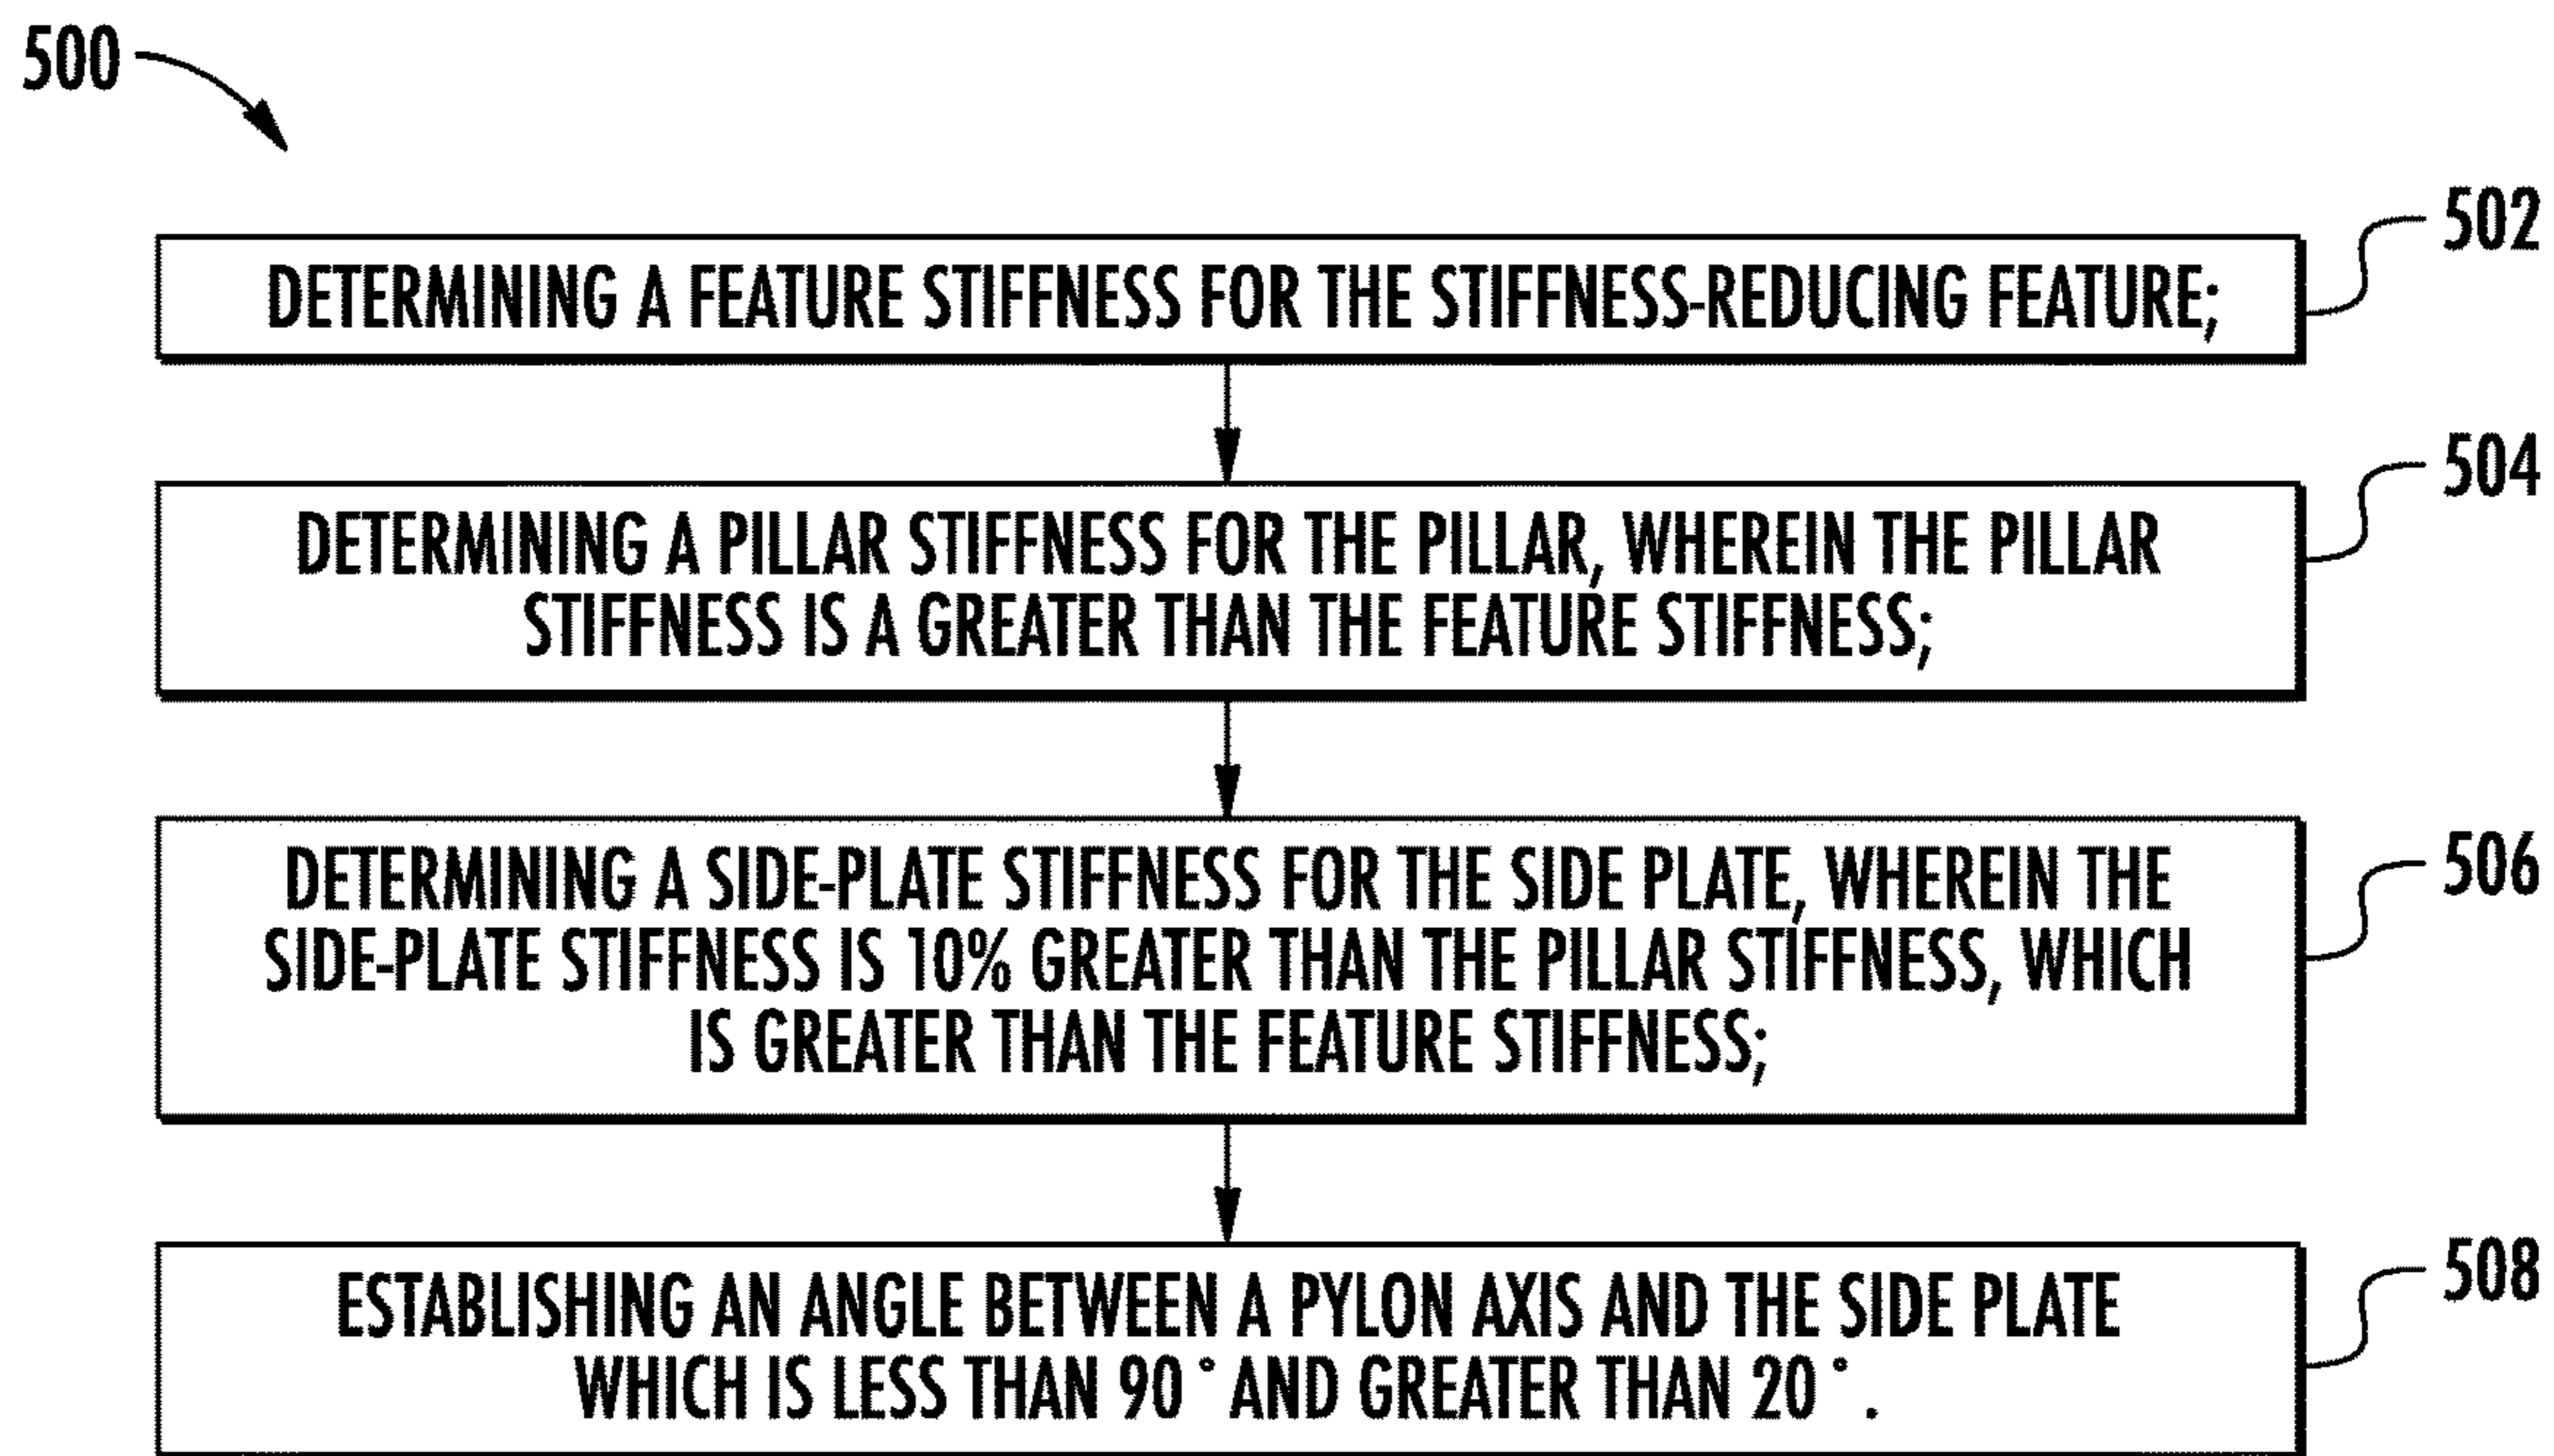 500
502
DETERMINING A FEATURE STIFFNESS FOR THE STIFFNESS-REDUCING FEATURE;
504
DETERMINING A PILLAR STIFFNESS FOR THE PILLAR, WHEREIN THE PILLAR
STIFFNESS IS A GREATER THAN THE FEATURE STIFFNESS;
506
DETERMINING A SIDE-PLATE STIFFNESS FOR THE SIDE PLATE, WHEREIN THE
SIDE-PLATE STIFFNESS IS 10% GREATER THAN THE PILLAR STIFFNESS, WHICH
IS GREATER THAN THE FEATURE STIFFNESS;
508
ESTABLISHING AN ANGLE BETWEEN A PYLON AXIS AND THE SIDE PLATE
WHICH IS LESS THAN 90° AND GREATER THAN 20°.